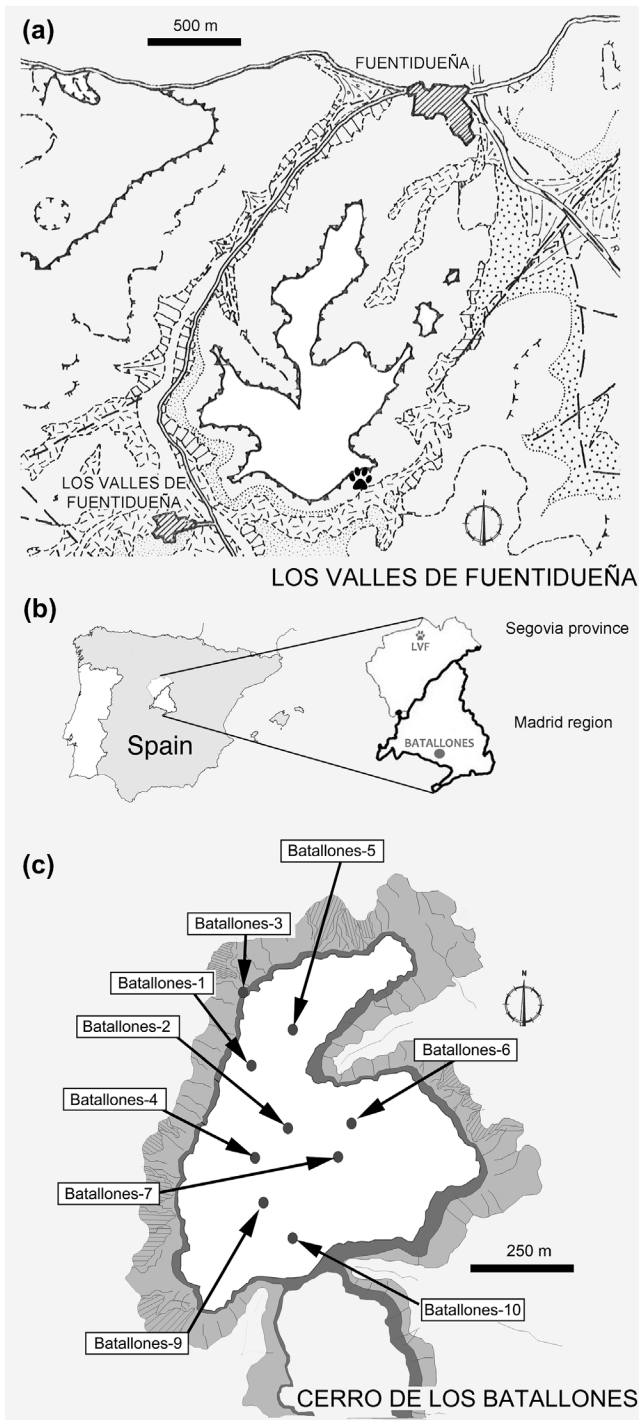 (a)
500 m
FUENTIDUEÑA
LOS VALLES DE
FUENTIDUEÑA
N
LOS VALLES DE FUENTIDUEÑA
(b)
Segovia province
LVF
Madrid region
BATALLONES
Spain
(c)
Batallones-5
Batallones-3
Batallones-1
N
Batallones-2
Batallones-6
Batallones-4
Batallones-7
250 m
Batallones-10
Batallones-9
CERRO DE LOS BATALLONES